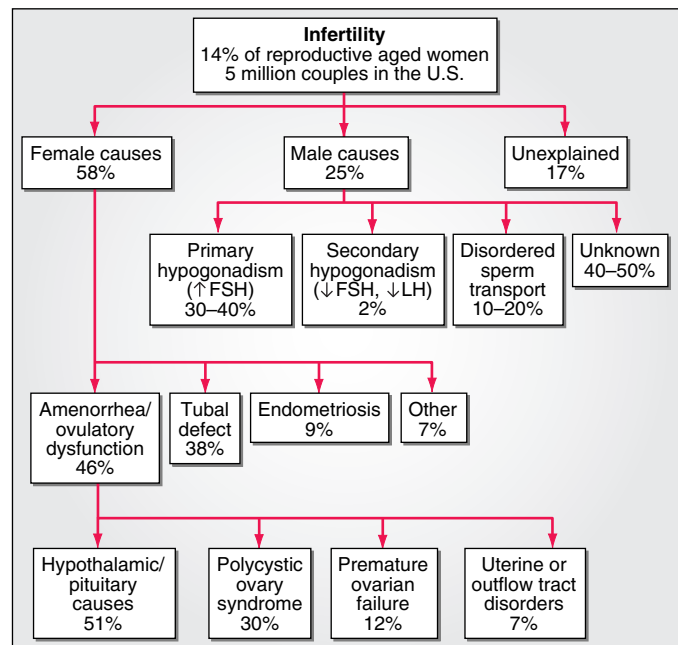 Infertility
14% of reproductive aged women
5 million couples in the U.S.
Female causes
58%
Male causes
25%
Unexplained
17%
Primary
hypogonadism
(↑FSH)
30–40%
Secondary
hypogonadism
(↓FSH, ↓LH)
2%
Disordered
sperm
transport
10–20%
Unknown
40–50%
Amenorrhea/
ovulatory
dysfunction
46%
Tubal
defect
38%
Endometriosis
9%
Other
7%
Hypothalamic/
pituitary
causes
51%
Polycystic
ovary
syndrome
30%
Premature
ovarian
failure
12%
Uterine or
outflow tract
disorders
7%